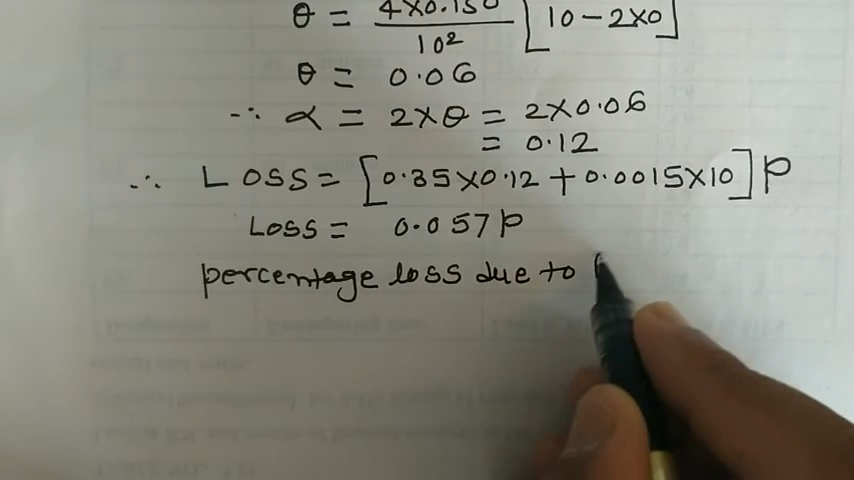 θ = 4×0.150 / 10² [10 - 2×0]
θ = 0.06
∴ α = 2×θ = 2×0.06
= 0.12
∴ Loss = [0.35×0.12 + 0.0015×10] P
Loss = 0.057 P
percentage loss due to